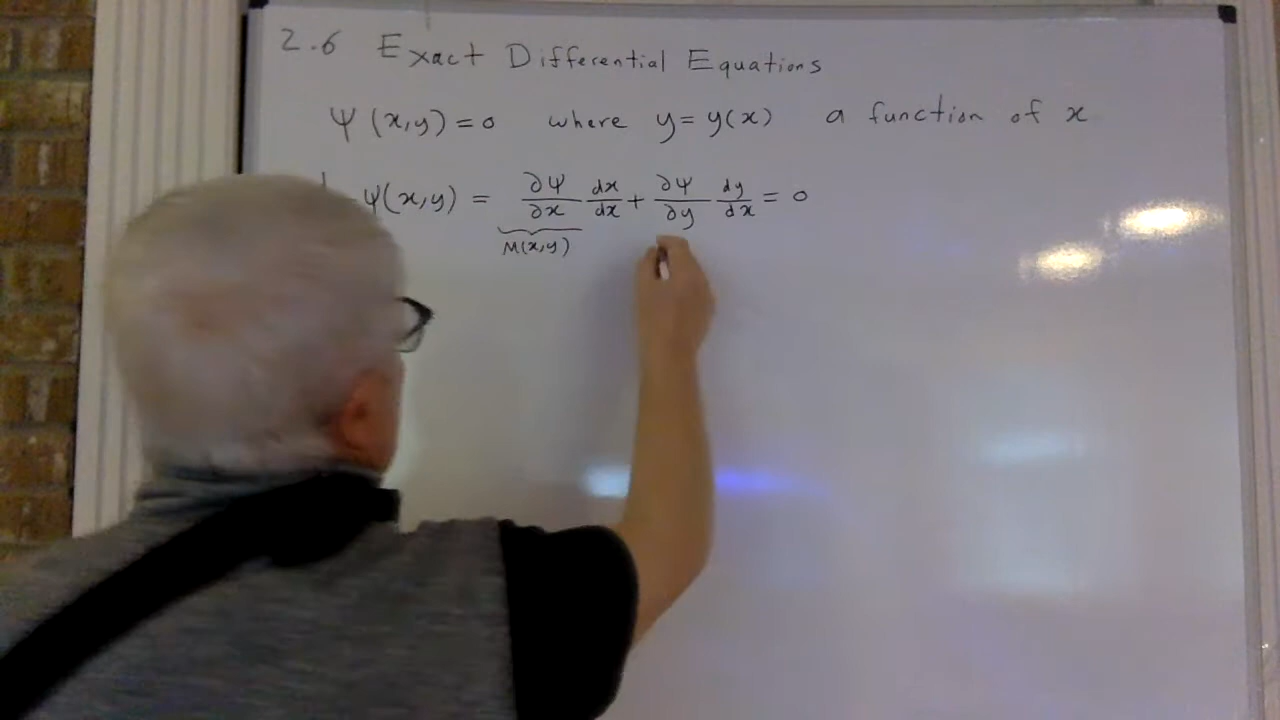 2.6 Exact Differential Equations
Ψ(x,y) = 0 where y = y(x) a function of x
Ψ(x,y) = ∂Ψ/∂x dx/dx + ∂Ψ/∂y dy/dx = 0
M(x,y)